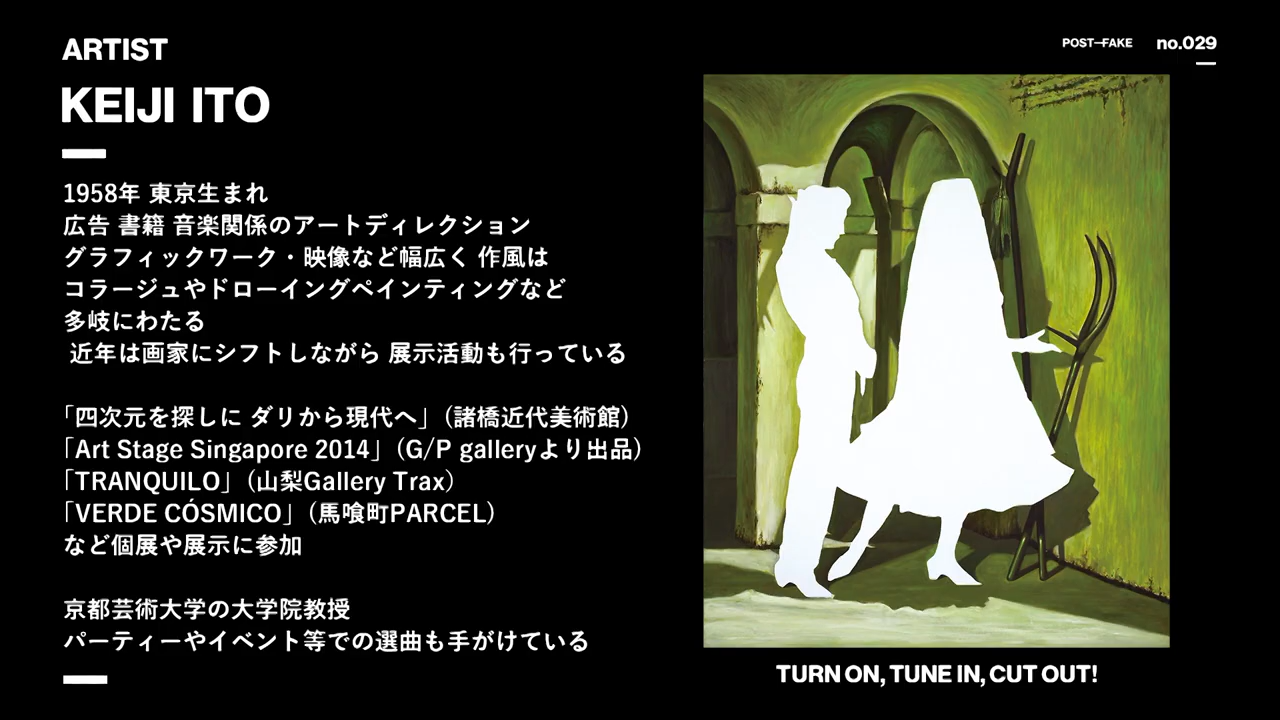 ARTIST
KEIJI ITO
1958年 東京生まれ
広告 書籍 音楽関係のアートディレクション
グラフィックワーク・映像など幅広く 作風は
コラージュやドローイングペインティングなど
多岐にわたる
近年は画家にシフトしながら 展示活動も行っている
「四次元を探しに ダリから現代へ」（諸橋近代美術館）
「Art Stage Singapore 2014」（G/P galleryより出品）
「TRANQUILO」（山梨Gallery Trax）
「VERDE CÓSMICO」（馬喰町PARCEL）
など個展や展示に参加
京都芸術大学の大学院教授
パーティーやイベント等での選曲も手がけている
POST-FAKE no.029
TURN ON, TUNE IN, CUT OUT!